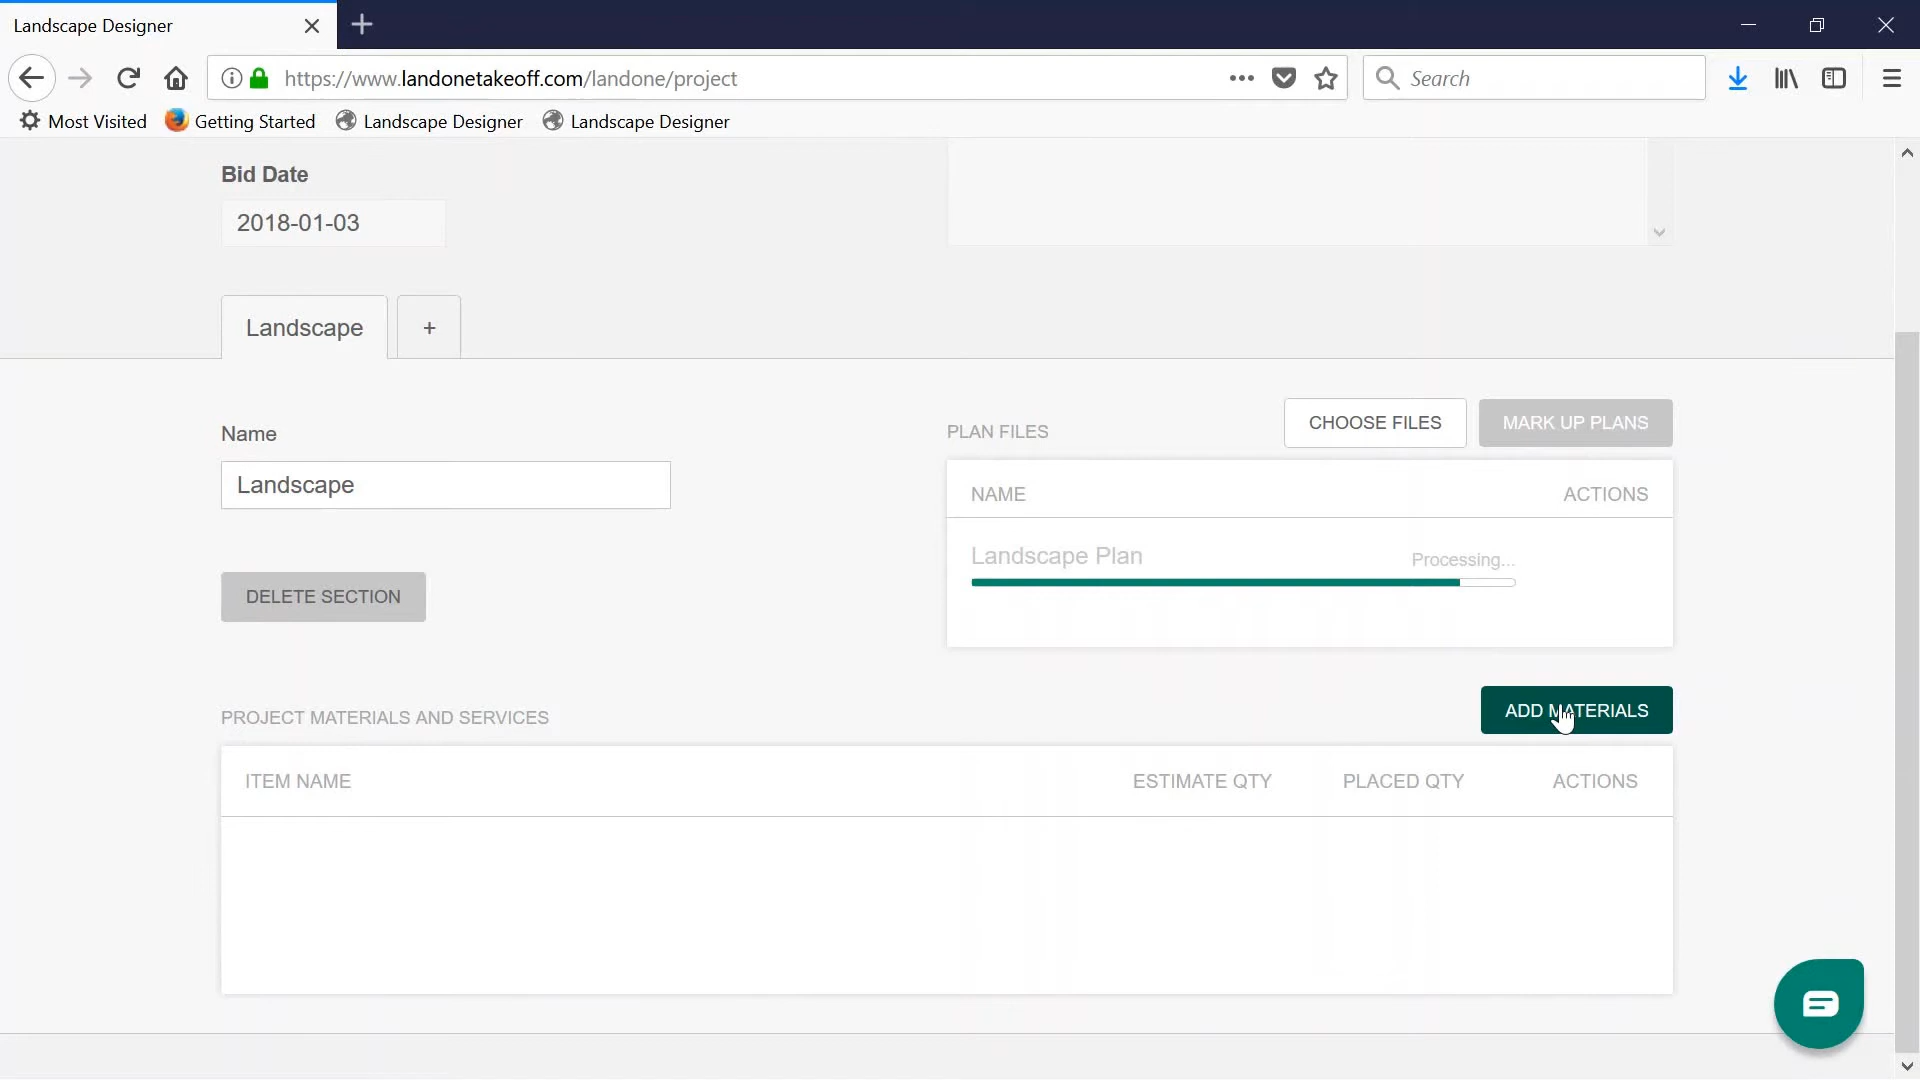 Landscape Designer
https://www.landonetakeoff.com/landone/project
Search
Most Visited
Getting Started
Landscape Designer
Landscape Designer
Bid Date
2018-01-03
Landscape
+
Name
Landscape
DELETE SECTION
PLAN FILES
CHOOSE FILES
MARK UP PLANS
NAME
ACTIONS
Landscape Plan
Processing...
PROJECT MATERIALS AND SERVICES
ADD MATERIALS
ITEM NAME
ESTIMATE QTY
PLACED QTY
ACTIONS